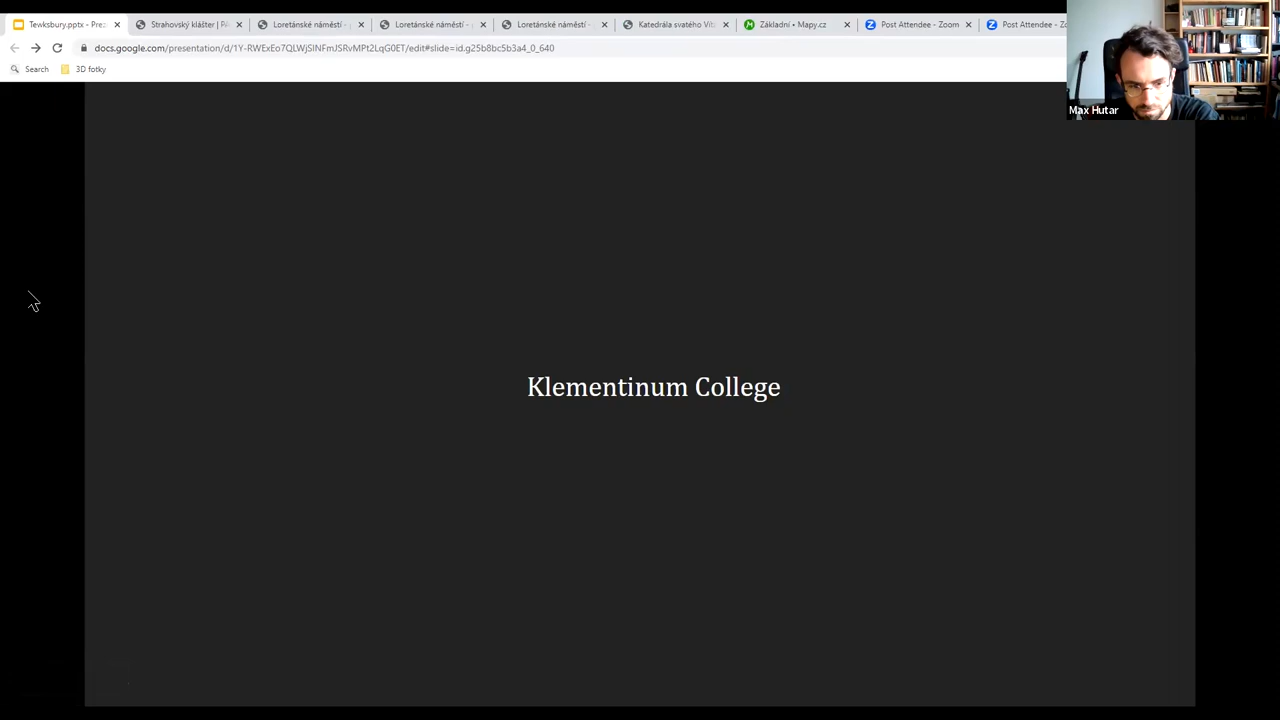 Tewksbury.pptx - Prez
Strahovský klášter | Pa
Loretánské náměstí -
Loretánské náměstí -
Loretánské náměstí -
Katedrála svatého Vít
Základní • Mapy.cz
Post Attendee - Zoom
Post Attendee - Zo
docs.google.com/presentation/d/1Y-RWExEo7QLWjSINFmJSRvMPt2LqG0ET/edit#slide=id.g25b8bc5b3a4_0_640
Search
3D fotky
Max Hutar
Klementinum College